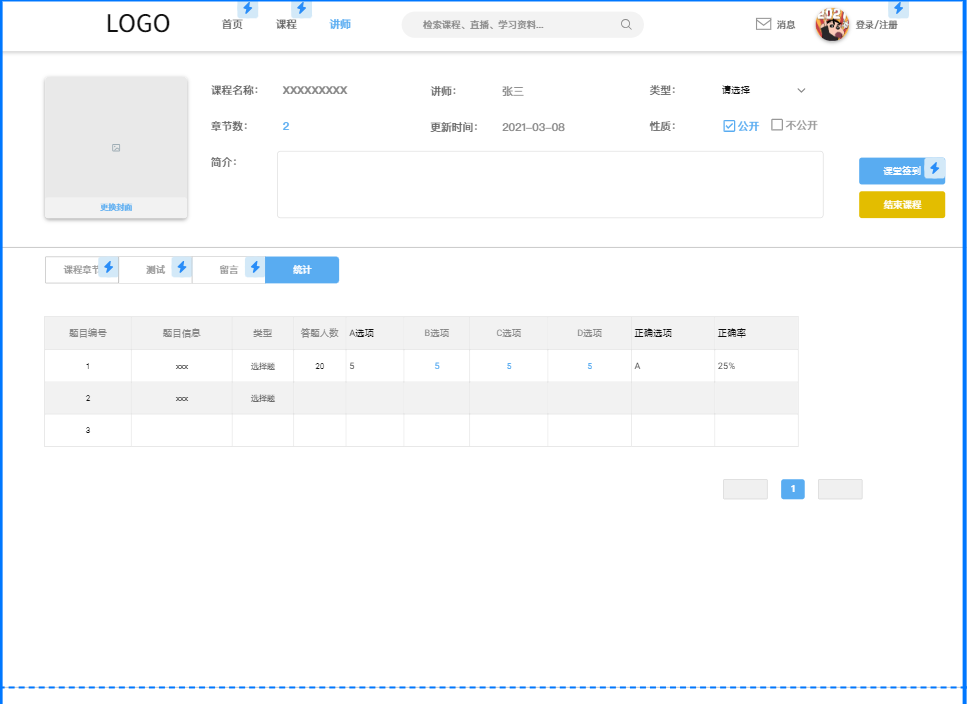 LOGO 首页 课程 讲师 检索课程、直播、学习资料... 消息 登录/注册
课程名称: XXXXXXXXX 讲师: 张三 类型: 请选择
章节数: 2 更新时间: 2021-03-08 性质: 公开 不公开
简介:
课堂签到
更换封面 结束课程
课程章节 测试 留言 统计
题目编号 题目信息 类型 答题人数 A选项 B选项 C选项 D选项 正确选项 正确率
1 xxx 选择题 20 5 5 5 5 A 25%
2 xxx 选择题
3
1